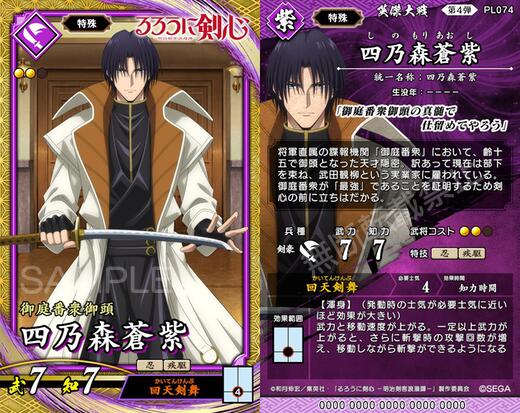 特殊
るろうに剣心
SAMPLE
御庭番衆御頭
四乃森蒼紫
忍 疾駆
武7 知7
かいてんけんぶ
回天剣舞
4
紫
特殊
英傑大戦
第4弾
PL074
しのもりあおし
四乃森蒼紫
統一名称：四乃森蒼紫
生没年：－－－－
「御庭番衆御頭の真髄で
仕留めてやろう」
将軍直属の諜報機関「御庭番衆」において、齢十
五で御頭となった天才隠密。訳あって現在は部下
を束ね、武田観柳という実業家に雇われている。
御庭番衆が「最強」であることを証明するため剣
心の前に立ちはだかる。
兵種 武力 知力 武将コスト
剣豪 7 7
特技 忍 疾駆
かいてんけんぶ
回天剣舞
必要士気
4
効果時間
知力時間
効果範囲
【渾身】（発動時の士気が必要士気に近い
ほど効果が大きい）
武力と移動速度が上がる。一定以上武力が
上がると、さらに斬撃時の攻撃回数が増
え、移動しながら斬撃ができるようになる
©和月伸宏／集英社・「るろうに剣心 －明治剣客浪漫譚－」製作委員会
©SEGA
0000 0000 0000 0000 0000